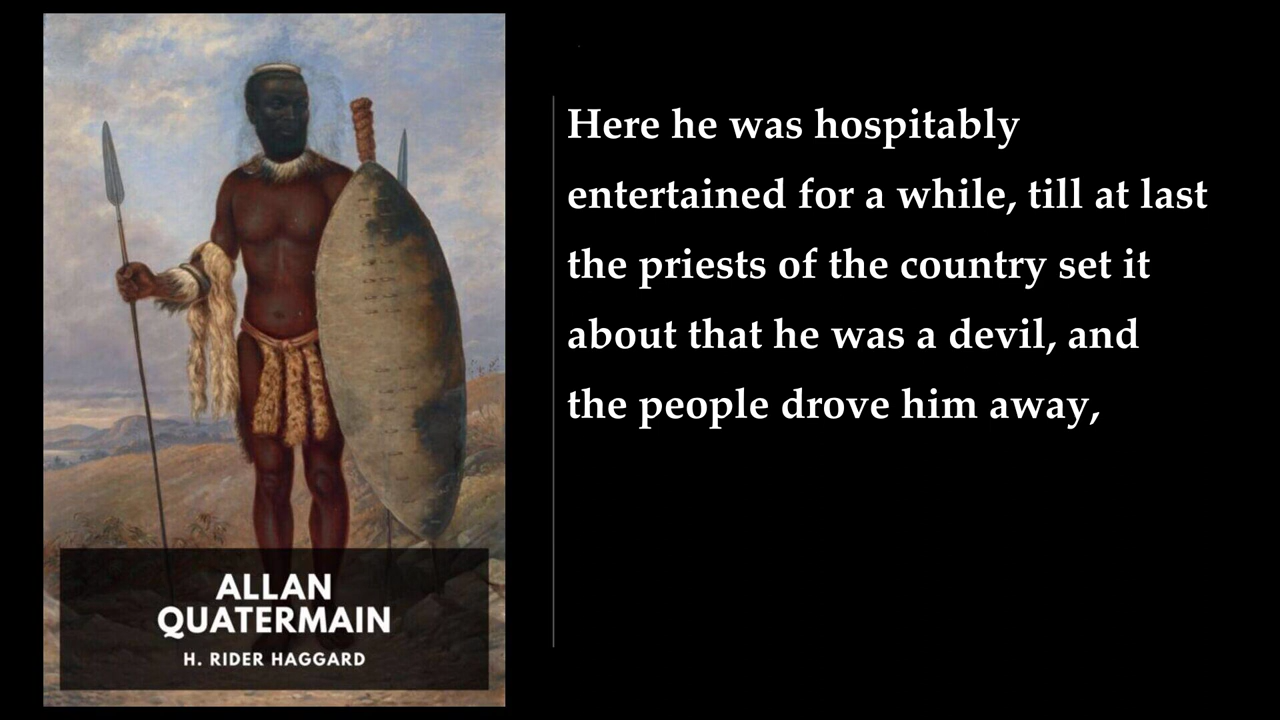 ALLAN
QUATERMAIN
H. RIDER HAGGARD
Here he was hospitably
entertained for a while, till at last
the priests of the country set it
about that he was a devil, and
the people drove him away,